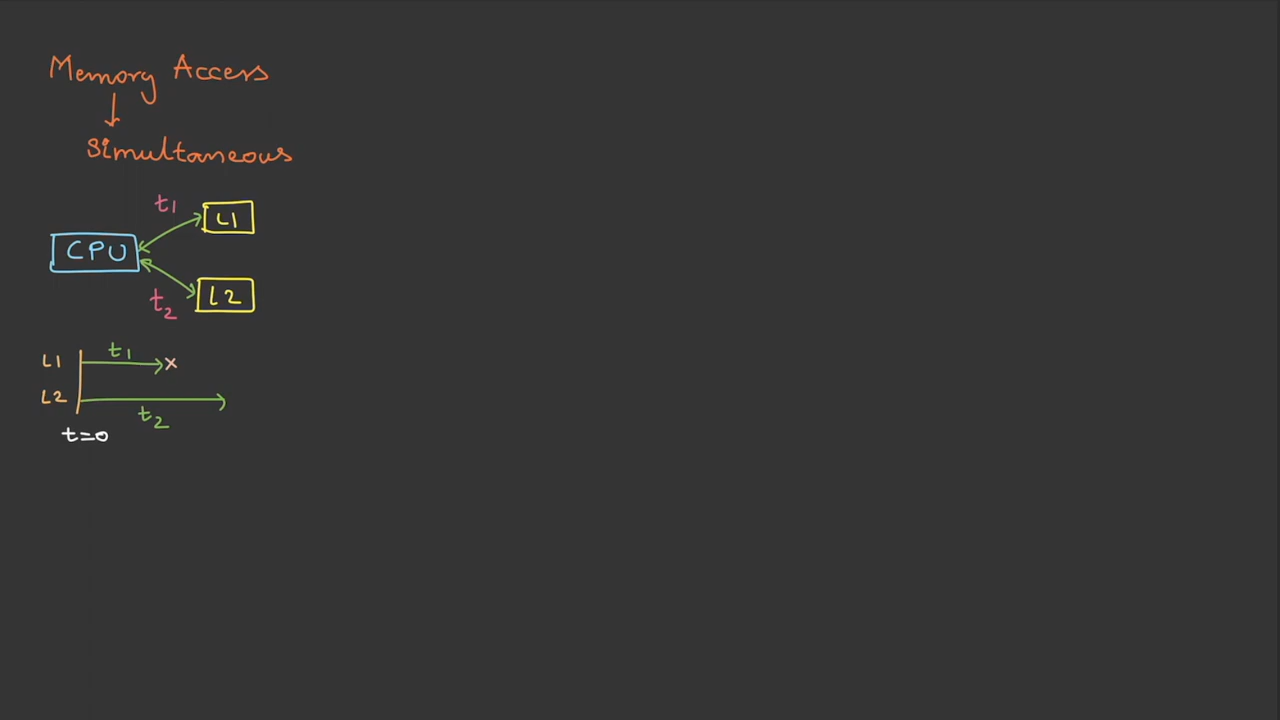 Memory Access
Simultaneous
t1
L1
CPU
t2
L2
L1 t1 x
L2
t2
t=0